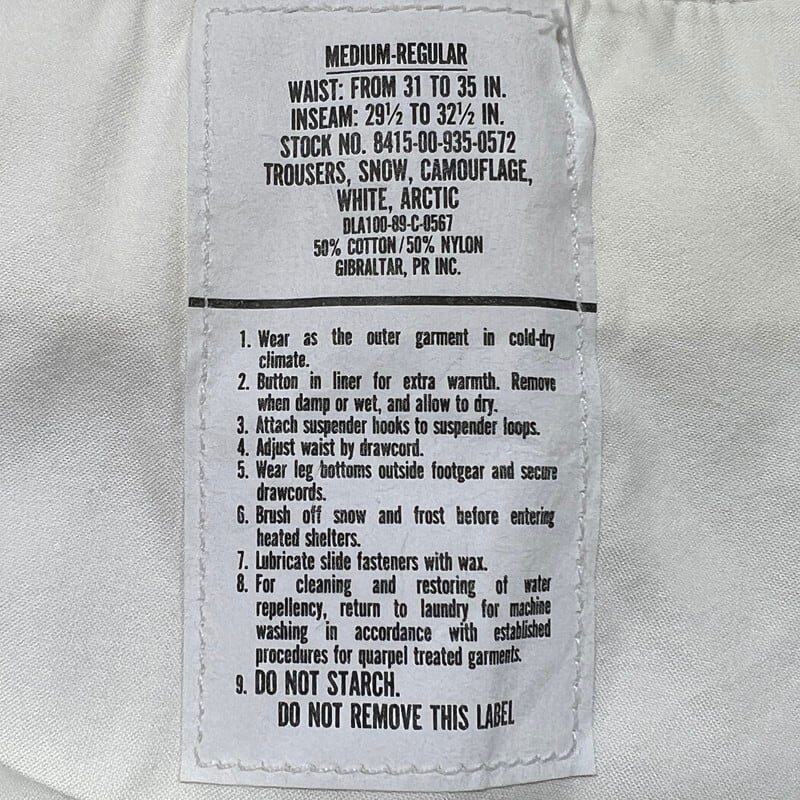 MEDIUM-REGULAR
WAIST: FROM 31 TO 35 IN.
INSEAM: 29½ TO 32½ IN.
STOCK NO. 8415-00-935-0572
TROUSERS, SNOW, CAMOUFLAGE,
WHITE, ARCTIC
DLA100-89-C-0567
50% COTTON/50% NYLON
GIBRALTAR, PR INC.
1. Wear as the outer garment in cold-dry
climate.
2. Button in liner for extra warmth. Remove
when damp or wet, and allow to dry.
3. Attach suspender hooks to suspender loops.
4. Adjust waist by drawcord.
5. Wear leg bottoms outside footgear and secure
drawcords.
6. Brush off snow and frost before entering
heated shelters.
7. Lubricate slide fasteners with wax.
8. For cleaning and restoring of water
repellency, return to laundry for machine
washing in accordance with established
procedures for quarpel treated garments.
9. DO NOT STARCH.
DO NOT REMOVE THIS LABEL